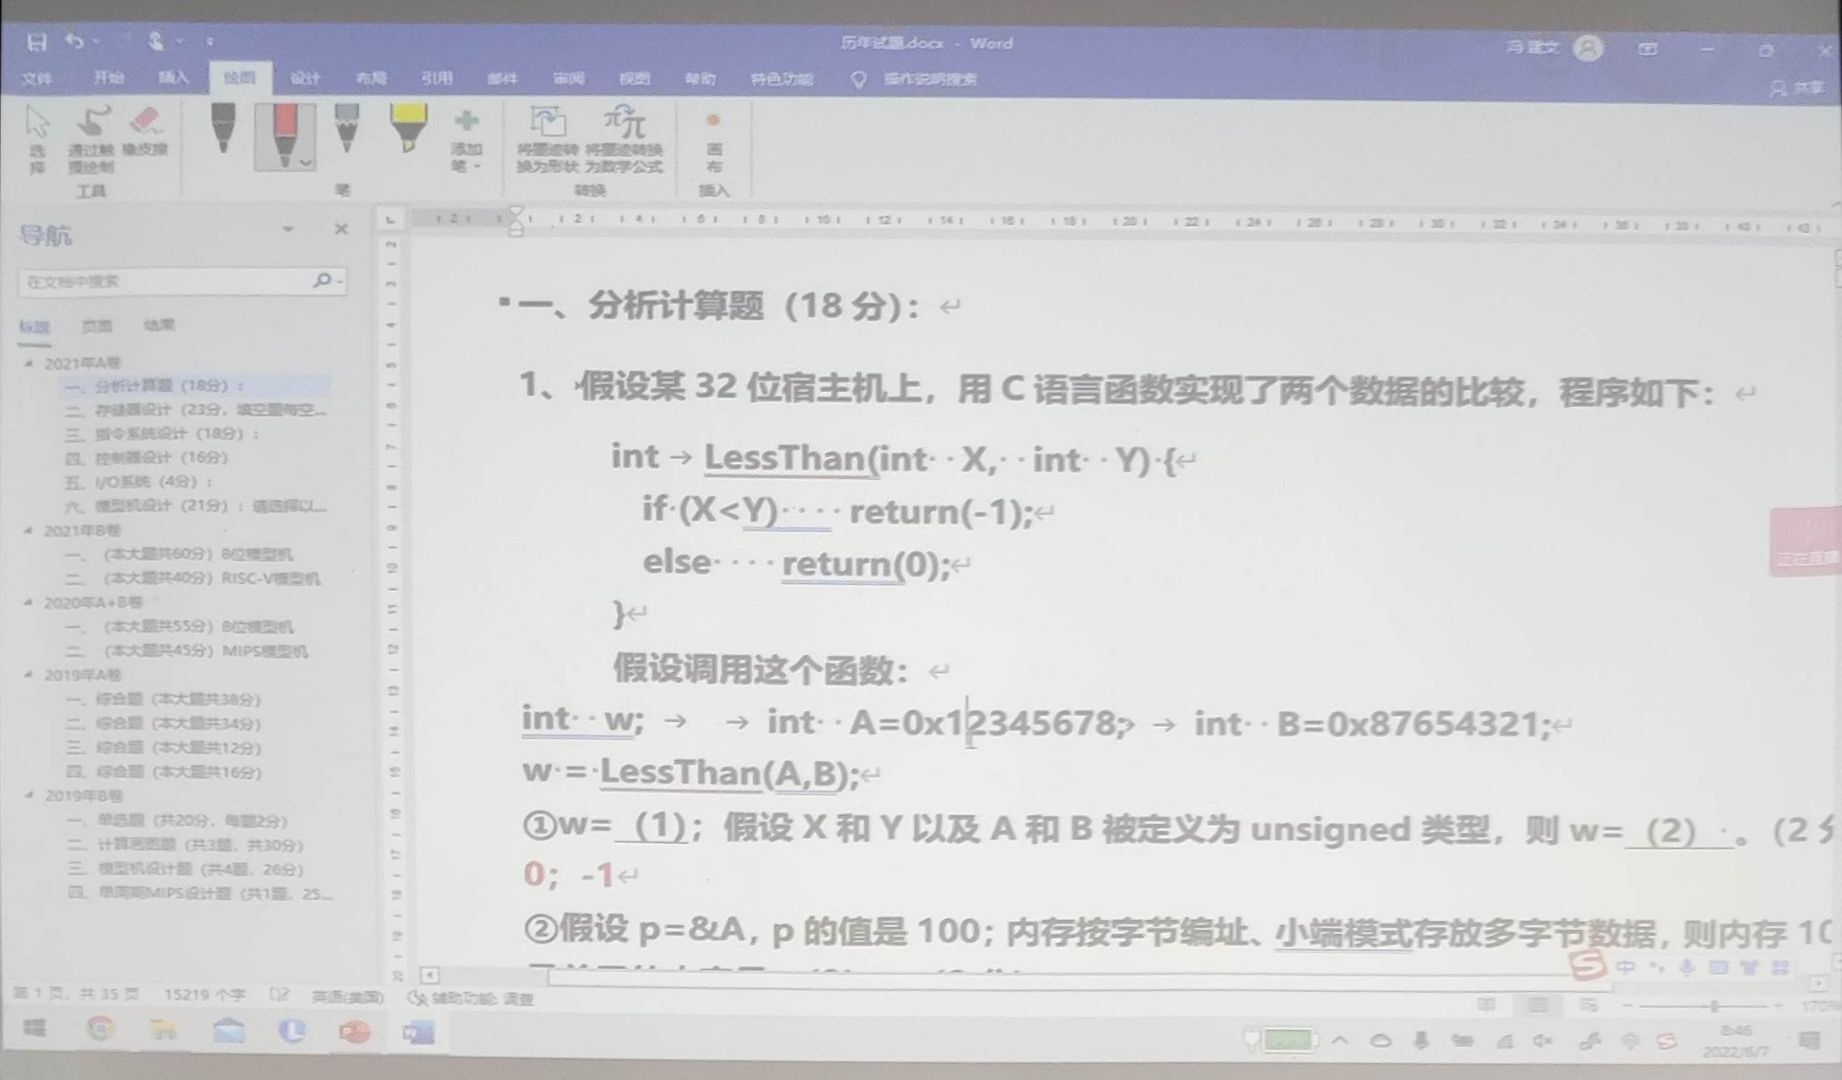 历年试题.docx - Word
冯建文
文件 开始 插入 绘图 设计 布局 引用 邮件 审阅 视图 帮助 特色功能 操作说明搜索
共享
选择
通过触摸绘制
橡皮擦
添加笔
将墨迹转换为形状
将墨迹转换为数学公式
画布
工具 笔 转换 插入
导航
在文档中搜索
标题 页面 结果
2021年A卷
一、分析计算题（18分）:
二、存储器设计（23分，填空题每空...
三、指令系统设计（18分）:
四、控制器设计（16分）
五、I/O系统（4分）:
六、模型机设计（21分）: 请选择以...
2021年B卷
一、（本大题共60分）8位模型机
二、（本大题共40分）RISC-V模型机
2020年A+B卷
一、（本大题共55分）8位模型机
二、（本大题共45分）MIPS模型机
2019年A卷
一、综合题（本大题共38分）
二、综合题（本大题共34分）
三、综合题（本大题共12分）
四、综合题（本大题共16分）
2019年B卷
一、单选题（共20分，每题2分）
二、计算画图题（共3题，共30分）
三、模型机设计题（共4题，26分）
四、单周期MIPS设计题（共1题，25...
一、分析计算题（18 分）：
1、假设某 32 位宿主机上，用 C 语言函数实现了两个数据的比较，程序如下：
int → LessThan(int X, int Y) {
if (X<Y) return(-1);
else return(0);
}
假设调用这个函数：
int w; → → int A=0x12345678; → int B=0x87654321;
w = LessThan(A,B);
①w= (1)；假设 X 和 Y 以及 A 和 B 被定义为 unsigned 类型，则 w= (2) 。（2
0；-1
②假设 p=&A，p 的值是 100；内存按字节编址、小端模式存放多字节数据，则内存 10
第 1 页，共 35 页 15219 个字 英语(美国) 辅助功能: 调查
中
170%
8:46
2022/6/7